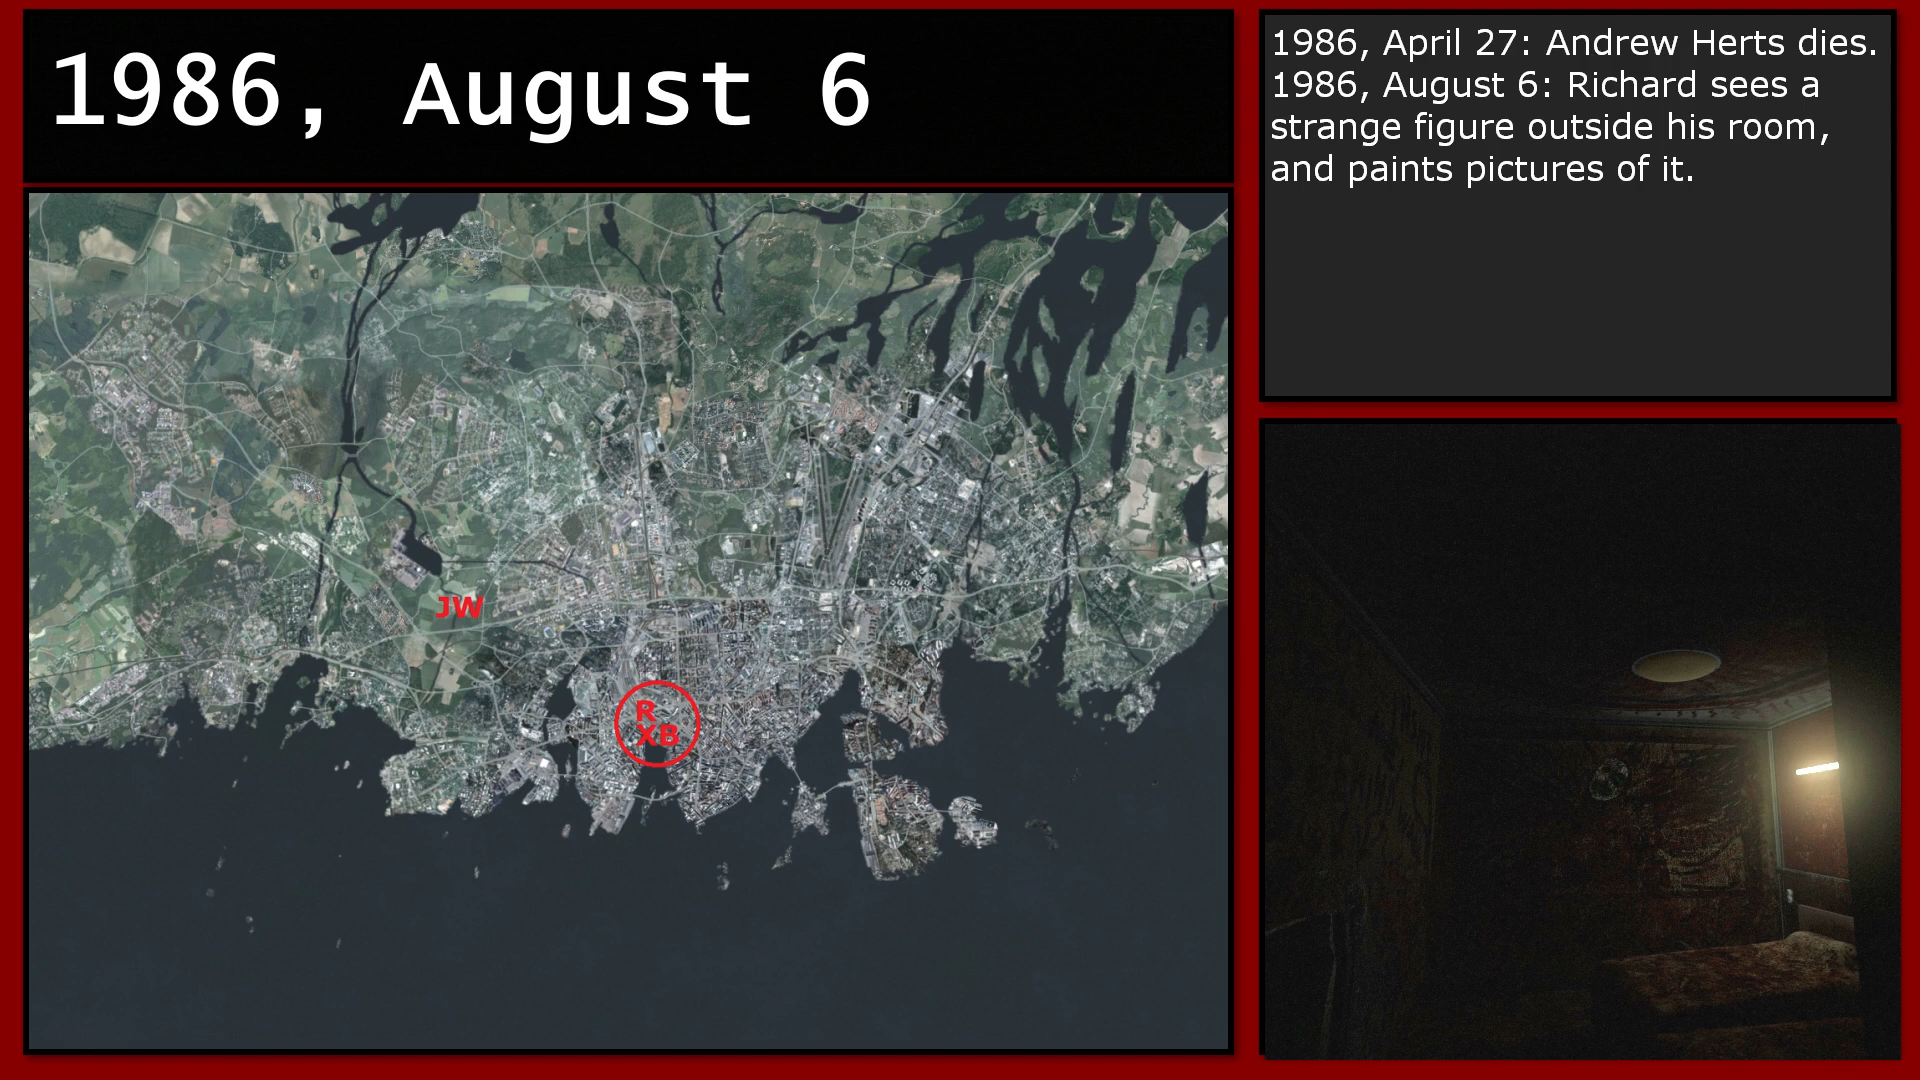 1986, August 6
1986, April 27: Andrew Herts dies.
1986, August 6: Richard sees a
strange figure outside his room,
and paints pictures of it.
JW
R
XB